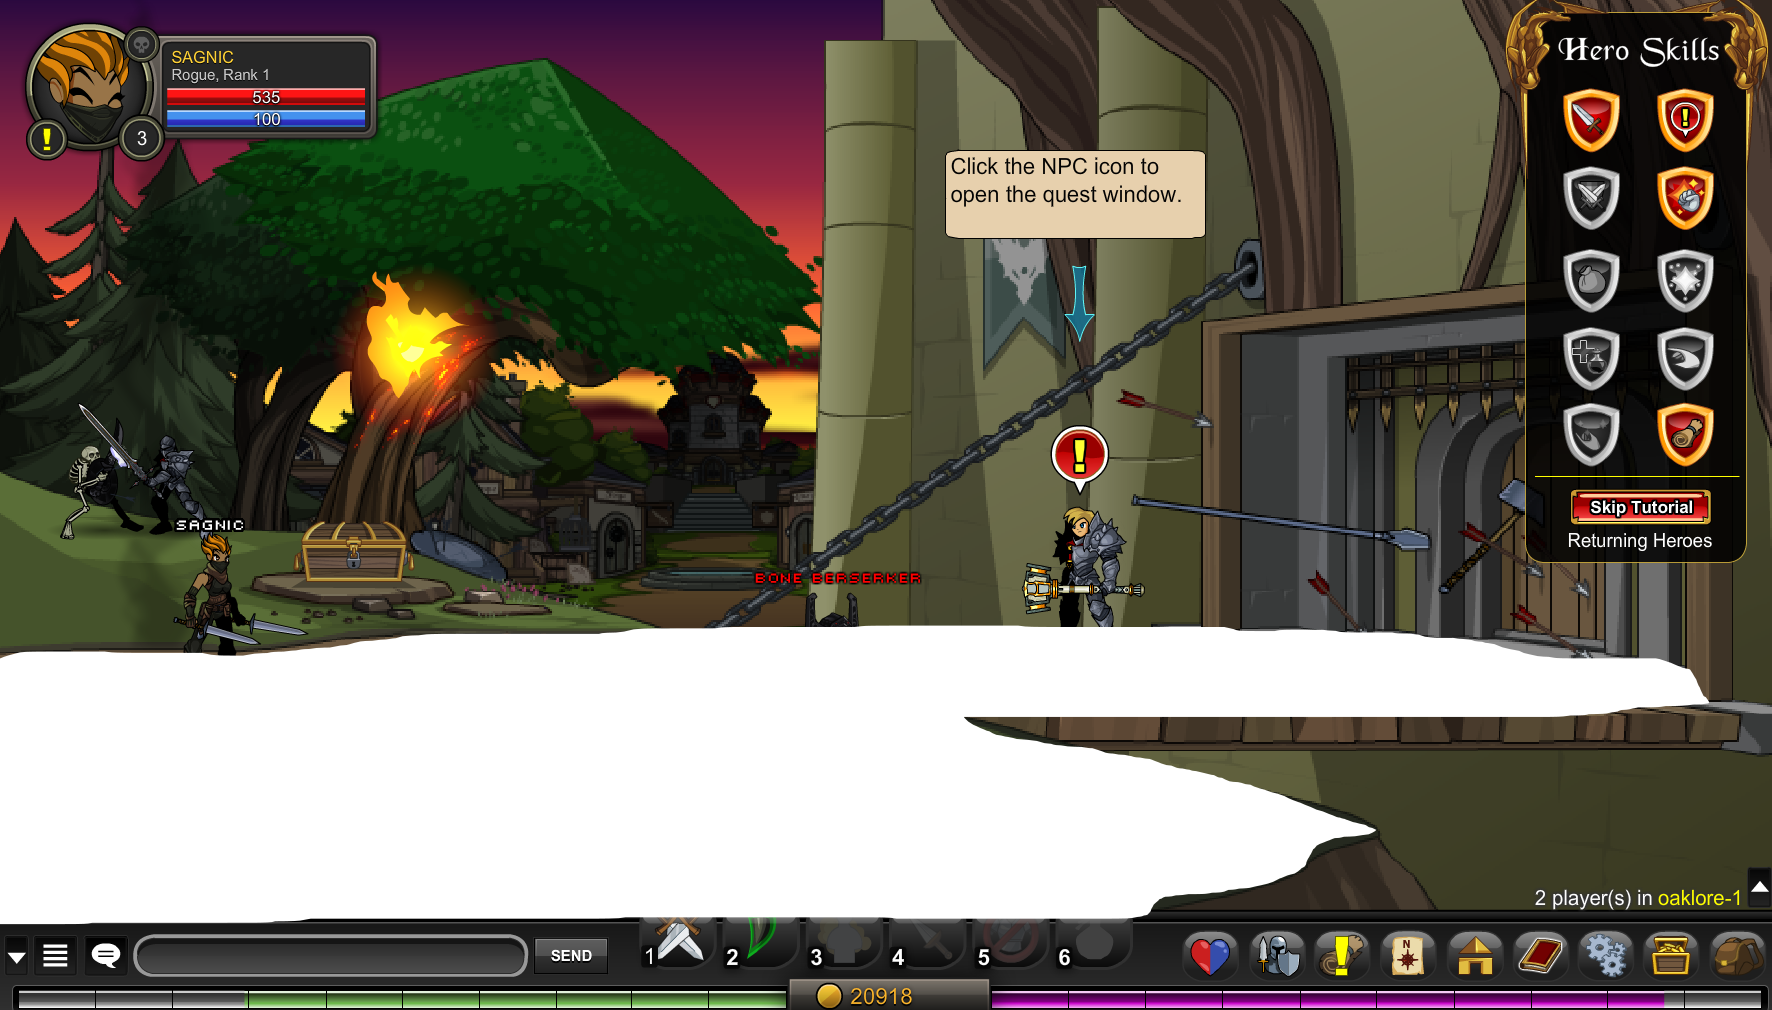 SAGNIC
Rogue, Rank 1
535
100
3
Hero Skills
Click the NPC icon to
open the quest window.
Skip Tutorial
Returning Heroes
SAGNIC
BONE BERSERKER
2 player(s) in oaklore-1
SEND
1
2
3
4
5
6
N
20918